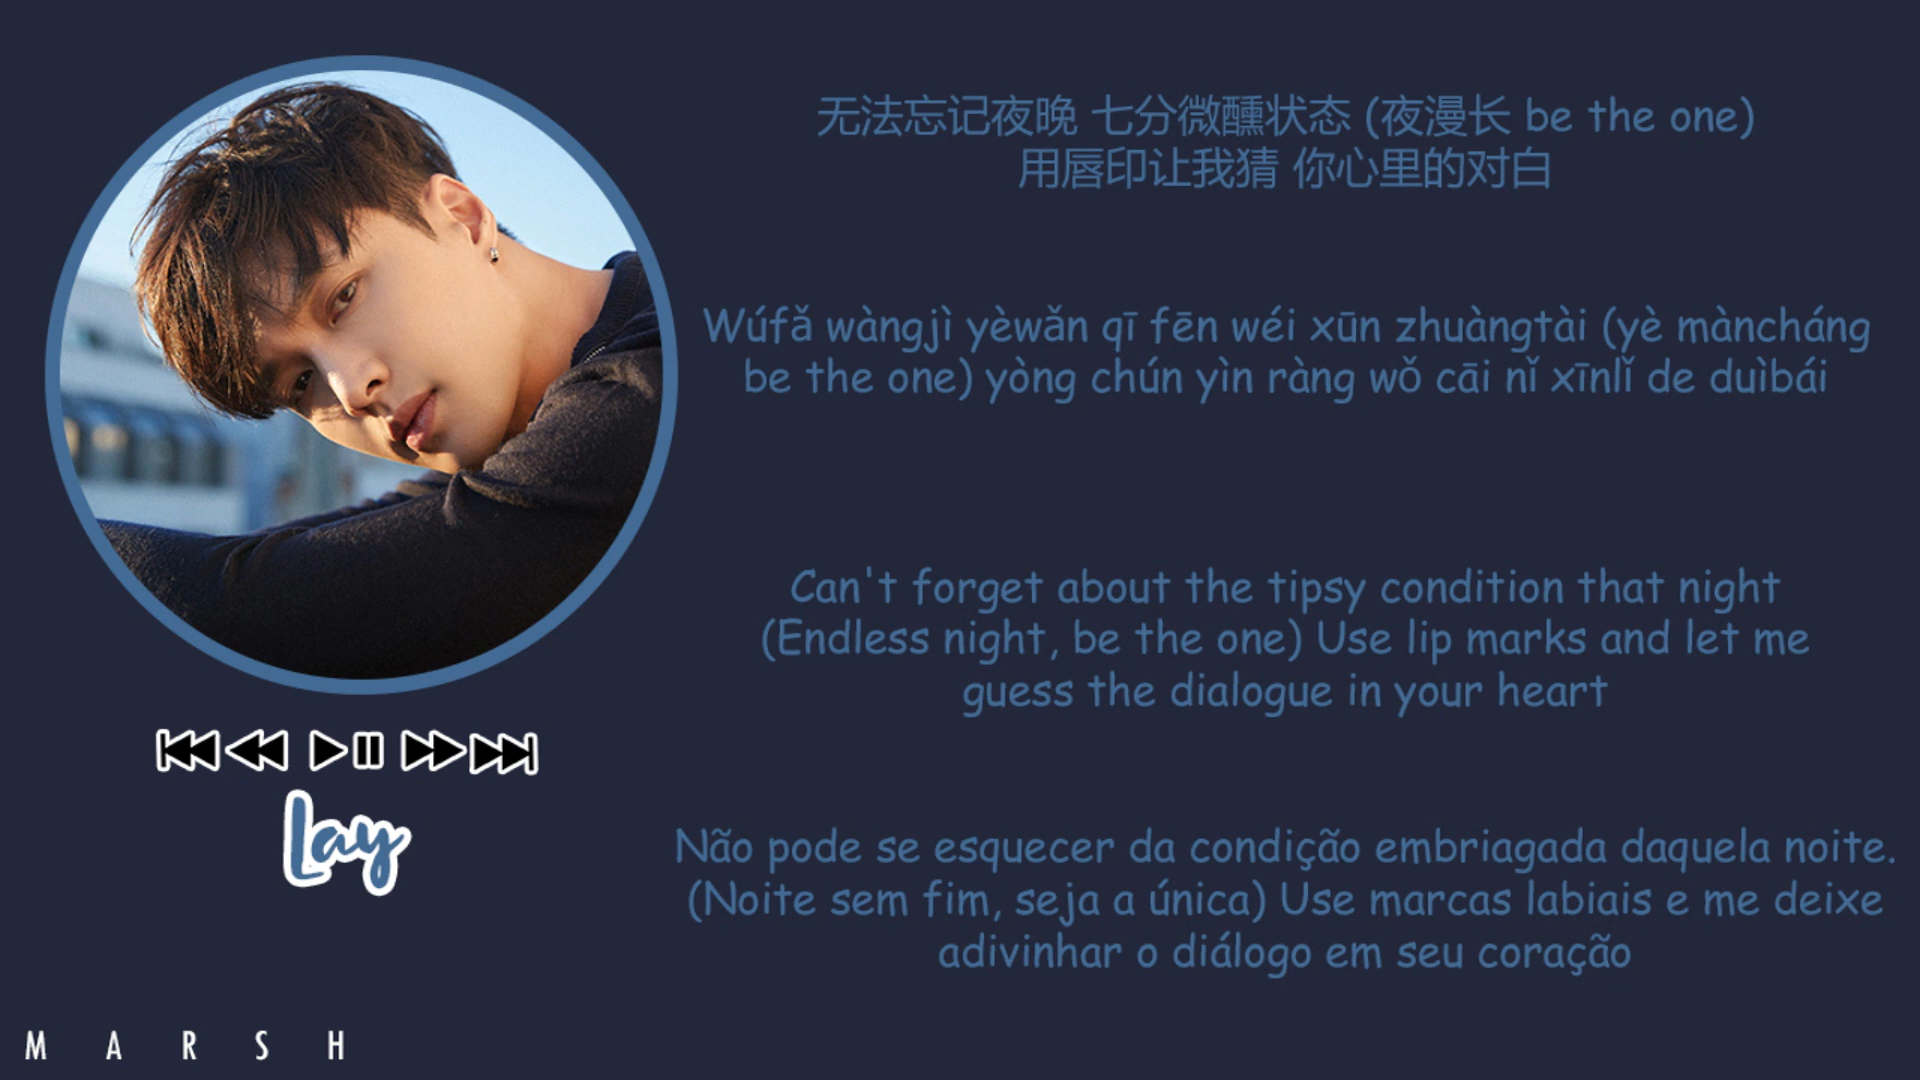 无法忘记夜晚 七分微醺状态 (夜漫长 be the one)
用唇印让我猜 你心里的对白
Wúfǎ wàngjì yèwǎn qī fēn wéi xūn zhuàngtài (yè màncháng
be the one) yòng chún yìn ràng wǒ cāi nǐ xīnlǐ de duìbái
Can't forget about the tipsy condition that night
(Endless night, be the one) Use lip marks and let me
guess the dialogue in your heart
Não pode se esquecer da condição embriagada daquela noite.
(Noite sem fim, seja a única) Use marcas labiais e me deixe
adivinhar o diálogo em seu coração
Lay
MARSH